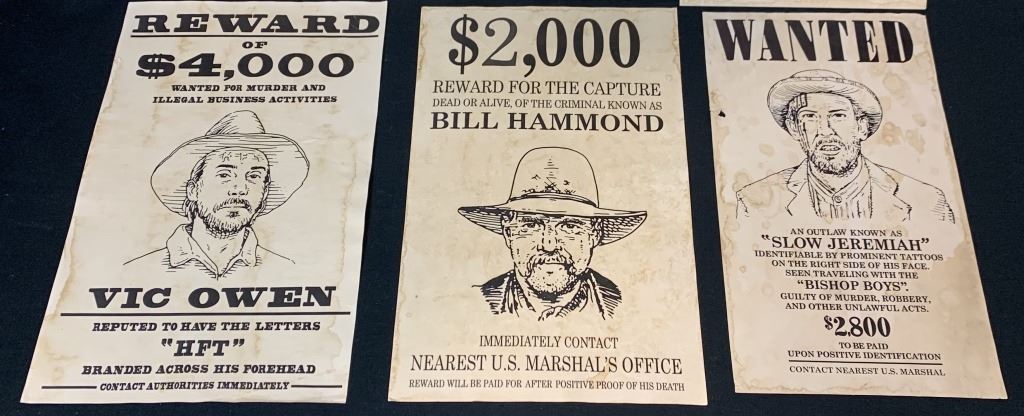 REWARD
OF
$4,000
WANTED FOR MURDER AND
ILLEGAL BUSINESS ACTIVITIES
VIC OWEN
REPUTED TO HAVE THE LETTERS
"HFT"
BRANDED ACROSS HIS FOREHEAD
CONTACT AUTHORITIES IMMEDIATELY
$2,000
REWARD FOR THE CAPTURE
DEAD OR ALIVE, OF THE CRIMINAL KNOWN AS
BILL HAMMOND
IMMEDIATELY CONTACT
NEAREST U.S. MARSHAL'S OFFICE
REWARD WILL BE PAID FOR AFTER POSITIVE PROOF OF HIS DEATH
WANTED
AN OUTLAW KNOWN AS
"SLOW JEREMIAH"
IDENTIFIABLE BY PROMINENT TATTOOS
ON THE RIGHT SIDE OF HIS FACE.
SEEN TRAVELING WITH THE
"BISHOP BOYS".
GUILTY OF MURDER, ROBBERY,
AND OTHER UNLAWFUL ACTS.
$2,800
TO BE PAID
UPON POSITIVE IDENTIFICATION
CONTACT NEAREST U.S. MARSHAL